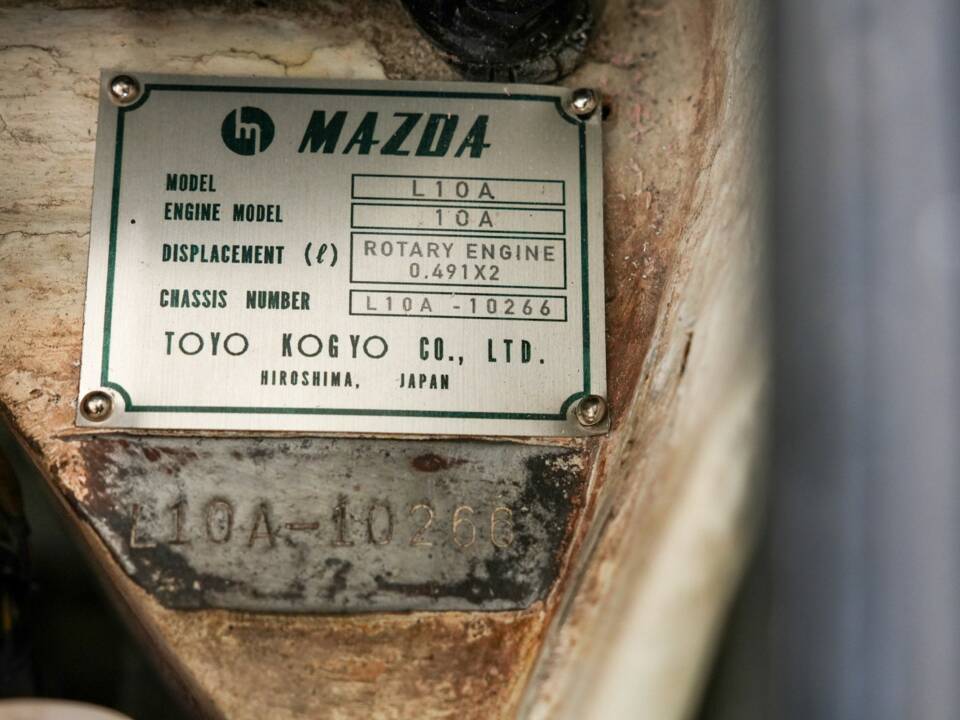 m MAZDA
MODEL L10A
ENGINE MODEL 10A
DISPLACEMENT (ℓ) ROTARY ENGINE
0.491X2
CHASSIS NUMBER L10A -10266
TOYO KOGYO CO., LTD.
HIROSHIMA, JAPAN
L10A-10266